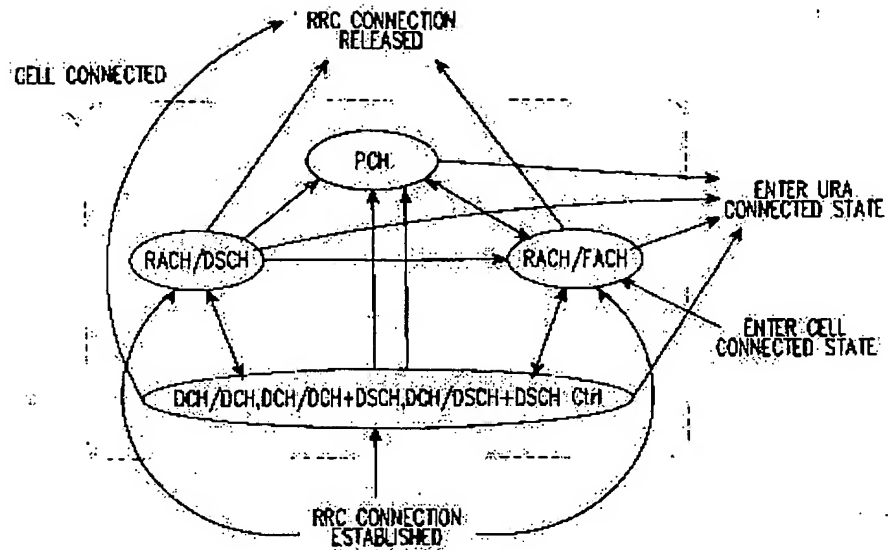 RRC CONNECTION
RELEASED
CELL CONNECTED
PCH
ENTER URA
CONNECTED STATE
RACH/DSCH
RACH/FACH
ENTER CELL
CONNECTED STATE
DCH/DCH,DCH/DCH+DSCH,DCH/DSCH+DSCH Ctrl
RRC CONNECTION
ESTABLISHED